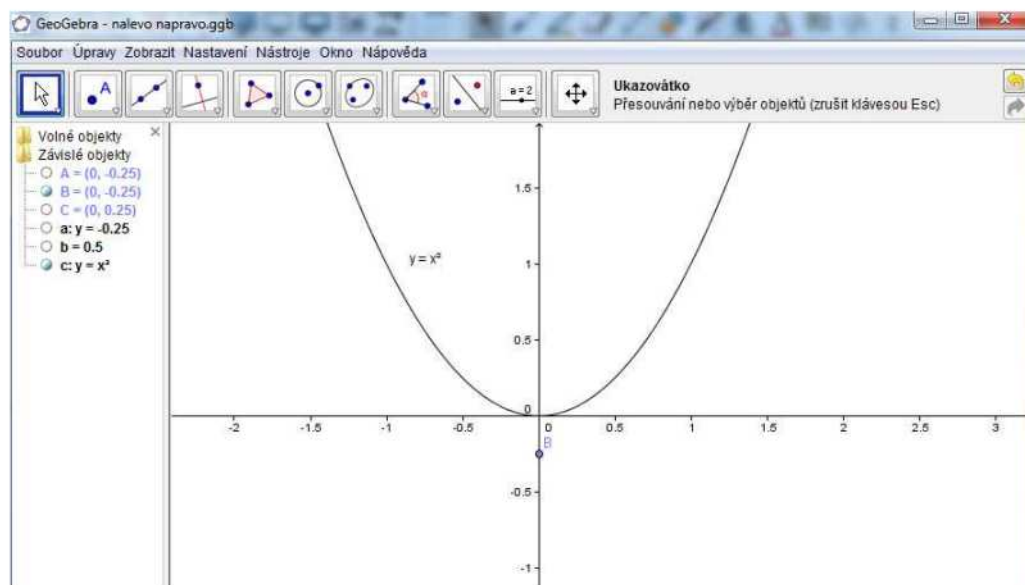 GeoGebra - nalevo napravo.ggb
Soubor Úpravy Zobrazit Nastavení Nástroje Okno Nápověda
A
α
a = 2
Ukazovátko
Přesouvání nebo výběr objektů (zrušit klávesou Esc)
Volné objekty
Závislé objekty
A = (0, -0.25)
B = (0, -0.25)
C = (0, 0.25)
a: y = -0.25
b = 0.5
c: y = x²
y = x²
1.5
1
0.5
0
-2 -1.5 -1 -0.5 0 0.5 1 1.5 2 2.5 3
B
-0.5
-1